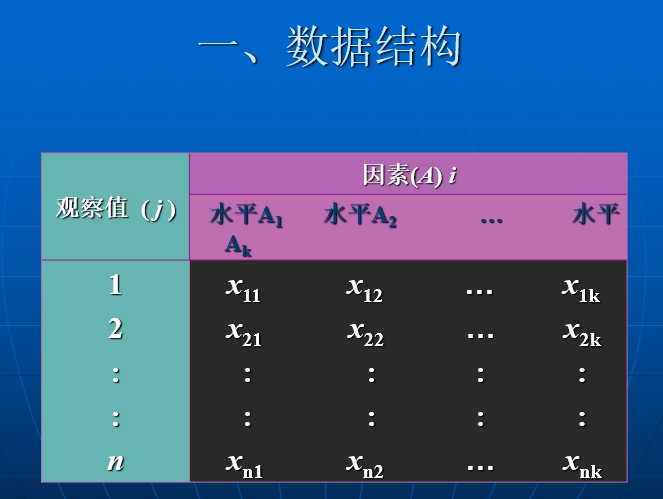 一、数据结构
因素(A) i
观察值 (j)
水平A1 水平A2 … 水平
Ak
1 x11 x12 … x1k
2 x21 x22 … x2k
: : : : :
: : : : :
n xn1 xn2 … xnk